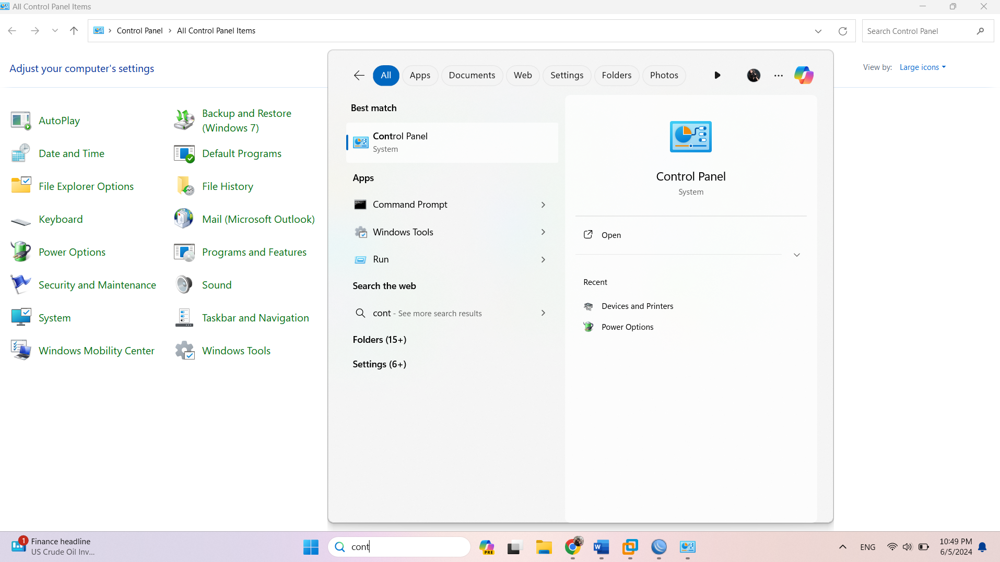 All Control Panel Items
Control Panel
All Control Panel Items
Search Control Panel
Adjust your computer's settings
View by:
Large icons
AutoPlay
Backup and Restore
(Windows 7)
Date and Time
Default Programs
File Explorer Options
File History
Keyboard
Mail (Microsoft Outlook)
Power Options
Programs and Features
Security and Maintenance
Sound
System
Taskbar and Navigation
Windows Mobility Center
Windows Tools
All
Apps
Documents
Web
Settings
Folders
Photos
Best match
Control Panel
System
Apps
Command Prompt
Windows Tools
Run
Search the web
cont - See more search results
Folders (15+)
Settings (6+)
Control Panel
System
Open
Recent
Devices and Printers
Power Options
1
Finance headline
US Crude Oil Inv...
cont
PRE
W
ENG
10:49 PM
6/5/2024